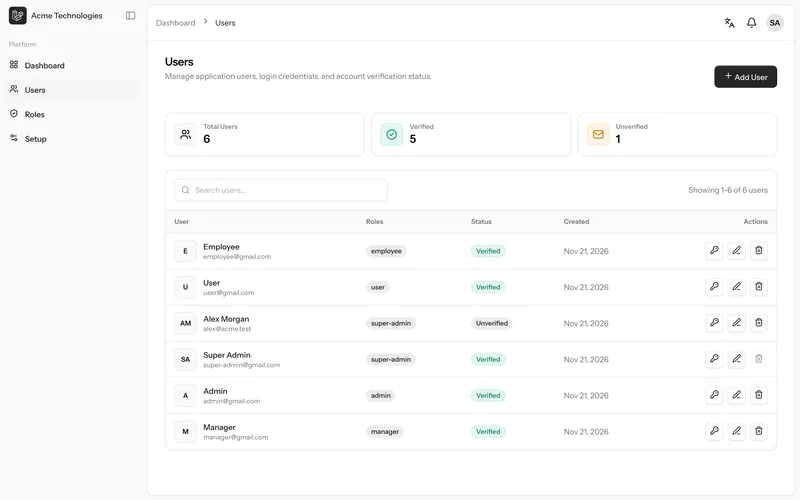 Acme Technologies
Platform
Dashboard
Users
Roles
Setup
Dashboard > Users
SA
Users
Manage application users, login credentials, and account verification status.
+ Add User
Total Users
6
Verified
5
Unverified
1
Search users...
Showing 1-6 of 6 users
User Roles Status Created Actions
E Employee employee Verified Nov 21, 2026
employee@gmail.com
U User user Verified Nov 21, 2026
user@gmail.com
AM Alex Morgan super-admin Unverified Nov 21, 2026
alex@acme.test
SA Super Admin super-admin Verified Nov 21, 2026
super-admin@gmail.com
A Admin admin Verified Nov 21, 2026
admin@gmail.com
M Manager manager Verified Nov 21, 2026
manager@gmail.com